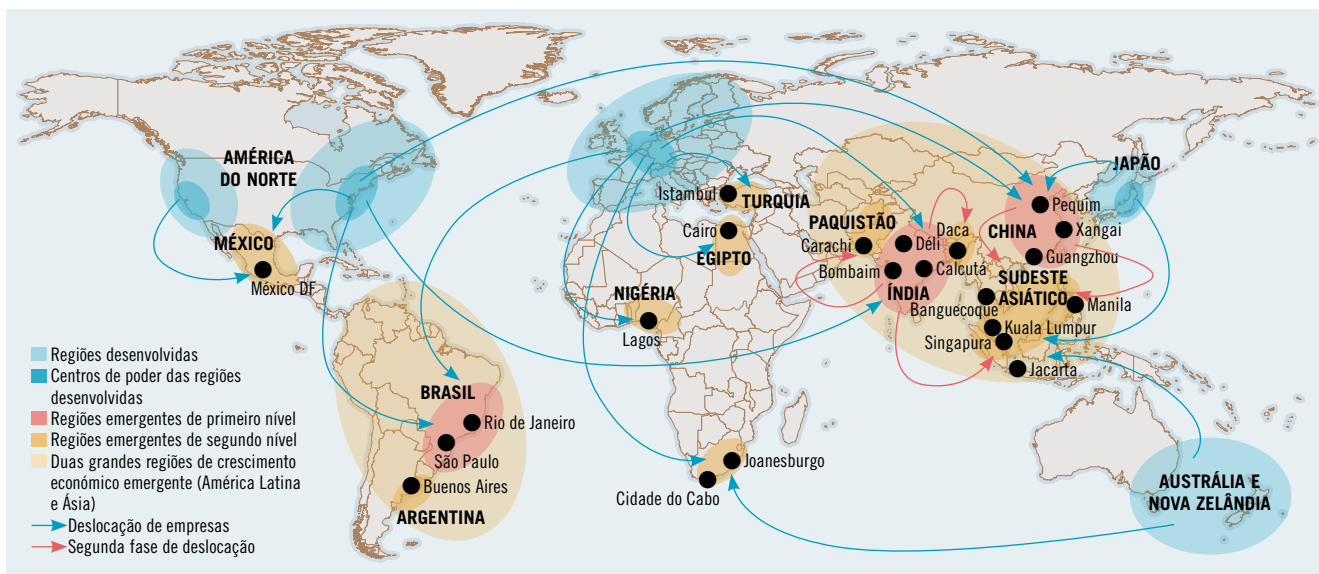 AMÉRICA
DO NORTE
MÉXICO
México DF
Istambul
TURQUIA
Cairo
EGIPTO
NIGÉRIA
Lagos
PAQUISTÃO
Carachi
Déli
Daca
Bombaim
Calcutá
ÍNDIA
JAPÃO
Pequim
CHINA
Xangai
Guangzhou
SUDESTE
ASIÁTICO
Banguecoque
Manila
Kuala Lumpur
Singapura
Jacarta
BRASIL
Rio de Janeiro
São Paulo
Buenos Aires
ARGENTINA
Joanesburgo
Cidade do Cabo
AUSTRÁLIA E
NOVA ZELÂNDIA
Regiões desenvolvidas
Centros de poder das regiões
desenvolvidas
Regiões emergentes de primeiro nível
Regiões emergentes de segundo nível
Duas grandes regiões de crescimento
económico emergente (América Latina
e Ásia)
Deslocação de empresas
Segunda fase de deslocação